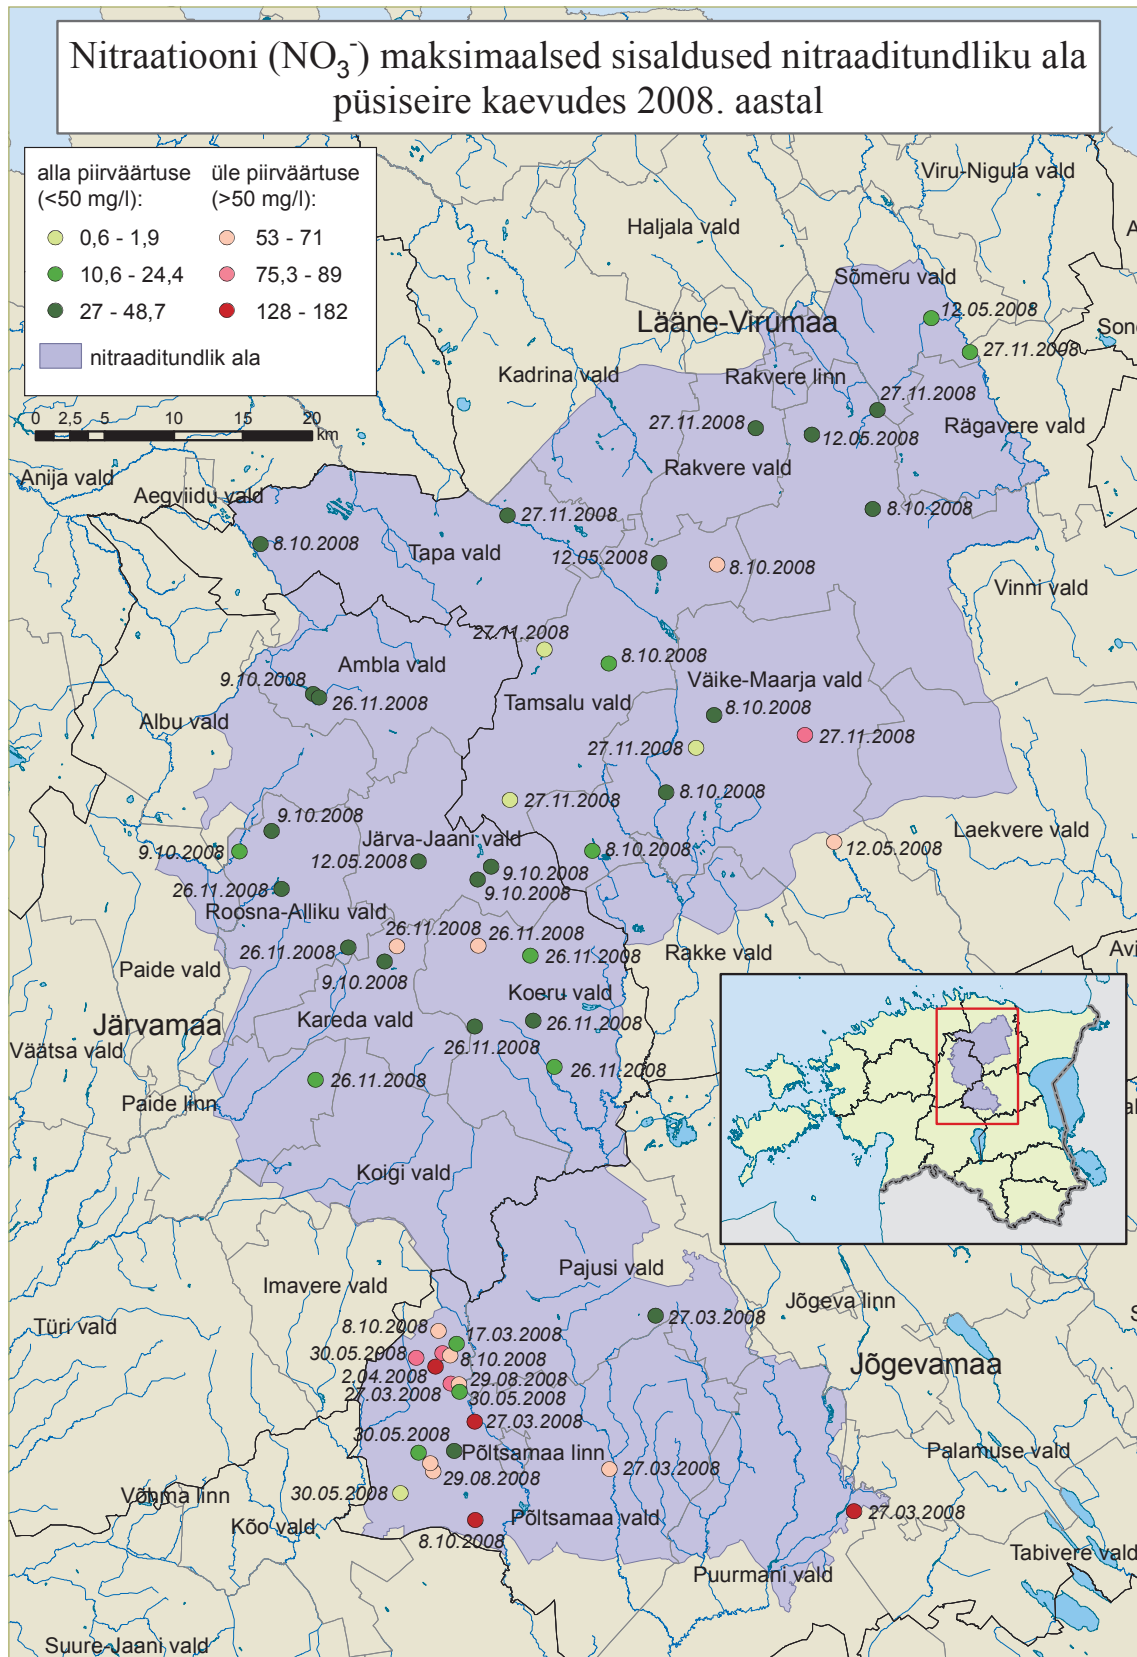 Nitraatiooni (NO₃⁻) maksimaalsed sisaldused nitraaditundliku ala
püsiseire kaevudes 2008. aastal
alla piirväärtuse
(<50 mg/l):
üle piirväärtuse
(>50 mg/l):
0,6 - 1,9
53 - 71
10,6 - 24,4
75,3 - 89
27 - 48,7
128 - 182
nitraaditundlik ala
0 2,5 5 10 15 20
km
Viru-Nigula vald
Haljala vald
Sõmeru vald
12.05.2008
Lääne-Virumaa
27.11.2008
Kadrina vald
Rakvere linn
27.11.2008
27.11.2008
12.05.2008
Rägavere vald
Rakvere vald
Anija vald
Aegviidu vald
27.11.2008
8.10.2008
8.10.2008
Tapa vald
12.05.2008
8.10.2008
Vinni vald
27.11.2008
8.10.2008
Ambla vald
9.10.2008
26.11.2008
Väike-Maarja vald
Tamsalu vald
8.10.2008
Albu vald
27.11.2008
27.11.2008
8.10.2008
27.11.2008
9.10.2008
Järva-Jaani vald
Laekvere vald
9.10.2008
12.05.2008
8.10.2008
12.05.2008
9.10.2008
9.10.2008
26.11.2008
Roosna-Alliku vald
26.11.2008
26.11.2008
26.11.2008
26.11.2008
Rakke vald
Avi
Paide vald
9.10.2008
Koeru vald
Järvamaa
Kareda vald
26.11.2008
26.11.2008
Väätsa vald
26.11.2008
26.11.2008
Paide linn
Koigi vald
Pajusi vald
Imavere vald
Jõgeva linn
Türi vald
8.10.2008
17.03.2008
27.03.2008
30.05.2008
8.10.2008
Jõgevamaa
2.04.2008
29.08.2008
27.03.2008
30.05.2008
27.03.2008
30.05.2008
Põltsamaa linn
Palamuse vald
29.08.2008
27.03.2008
Võhma linn
30.05.2008
Kõo vald
Põltsamaa vald
27.03.2008
8.10.2008
Tabivere vald
Puurmani vald
Suure-Jaani vald